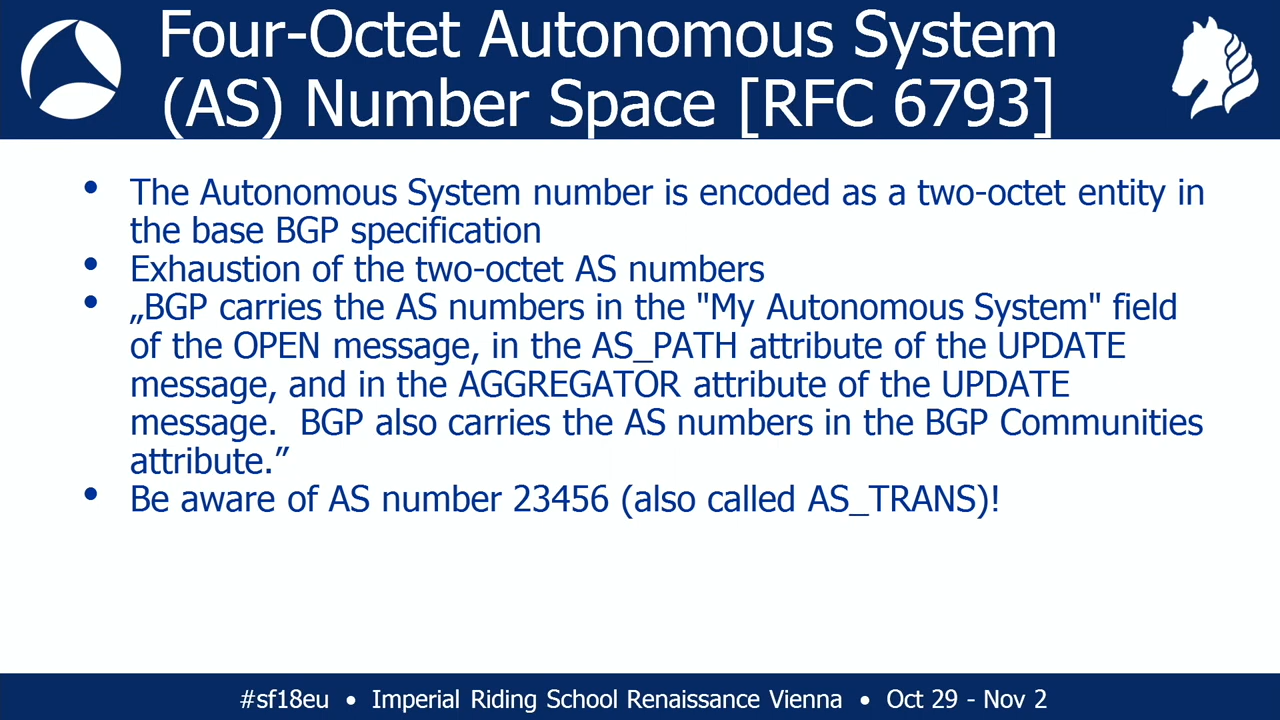 Four-Octet Autonomous System
(AS) Number Space [RFC 6793]
• The Autonomous System number is encoded as a two-octet entity in
the base BGP specification
• Exhaustion of the two-octet AS numbers
• „BGP carries the AS numbers in the "My Autonomous System" field
of the OPEN message, in the AS_PATH attribute of the UPDATE
message, and in the AGGREGATOR attribute of the UPDATE
message.  BGP also carries the AS numbers in the BGP Communities
attribute.”
• Be aware of AS number 23456 (also called AS_TRANS)!
#sf18eu • Imperial Riding School Renaissance Vienna • Oct 29 - Nov 2